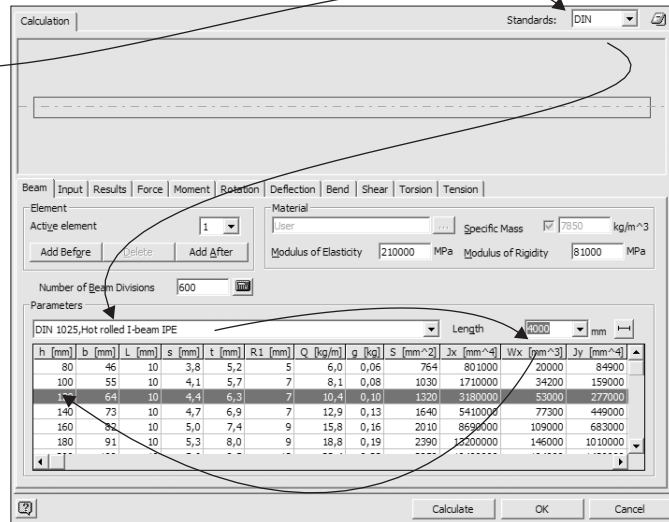 Calculation Standards: DIN
Beam Input Results Force Moment Rotation Deflection Bend Shear Torsion Tension
Element Material
Active element 1 User ... Specific Mass 7850 kg/m^3
Add Before Delete Add After Modulus of Elasticity 210000 MPa Modulus of Rigidity 81000 MPa
Number of Beam Divisions 600
Parameters
DIN 1025,Hot rolled I-beam IPE Length 4000 mm
h [mm] b [mm] L [mm] s [mm] t [mm] R1 [mm] Q [kg/m] g [kg] S [mm^2] Jx [mm^4] Wx [mm^3] Jy [mm^4]
80 46 10 3,8 5,2 5 6,0 0,06 764 801000 20000 84900
100 55 10 4,1 5,7 7 8,1 0,08 1030 1710000 34200 159000
120 64 10 4,4 6,3 7 10,4 0,10 1320 3180000 53000 277000
140 73 10 4,7 6,9 7 12,9 0,13 1640 5410000 77300 449000
160 82 10 5,0 7,4 9 15,8 0,16 2010 8690000 109000 683000
180 91 10 5,3 8,0 9 18,8 0,19 2390 13200000 146000 1010000
Calculate OK Cancel